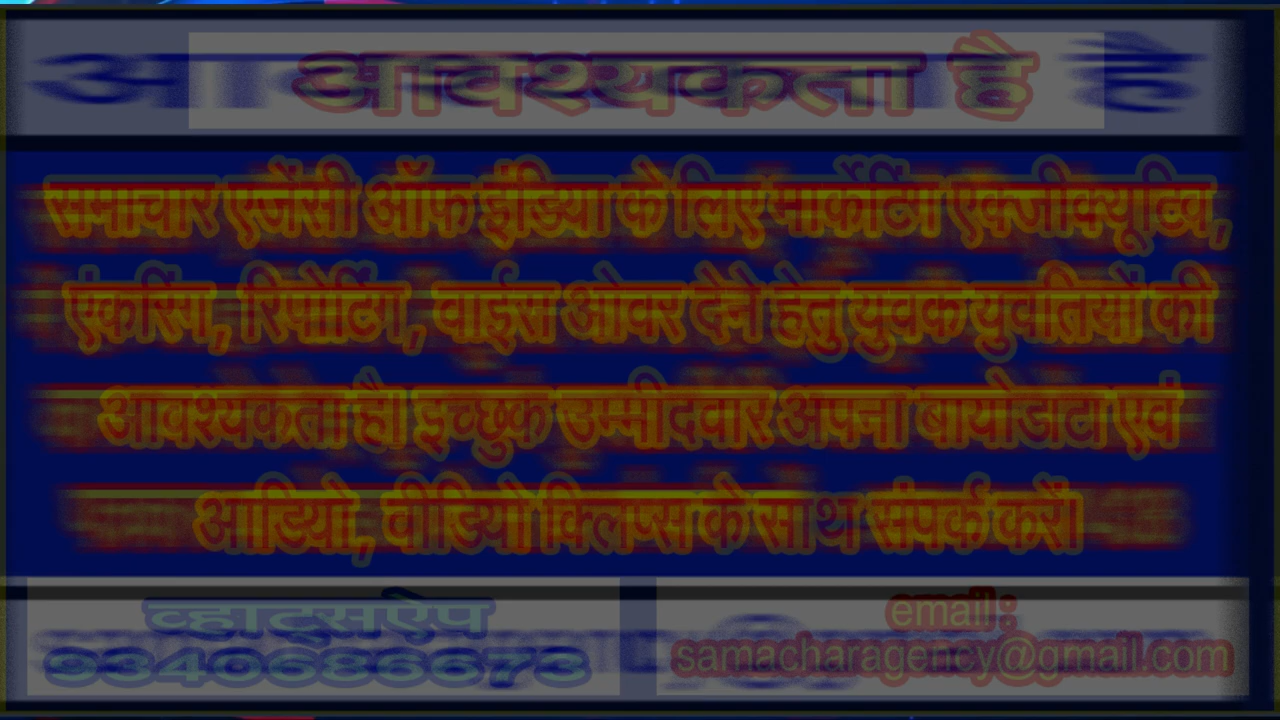 आवश्यकता है
समाचार एजेंसी ऑफ इंडिया के लिए मार्केटिंग एक्जीक्यूटिव,
एंकरिंग, रिपोर्टिंग, वाईस ओवर देने हेतु युवक युवतियों की
आवश्यकता है। इच्छुक उम्मीदवार अपना बायोडाटा एवं
आडियो, वीडियो क्लिप्स के साथ संपर्क करें।
व्हाट्सऐप
9340686673
email:
samacharagency@gmail.com